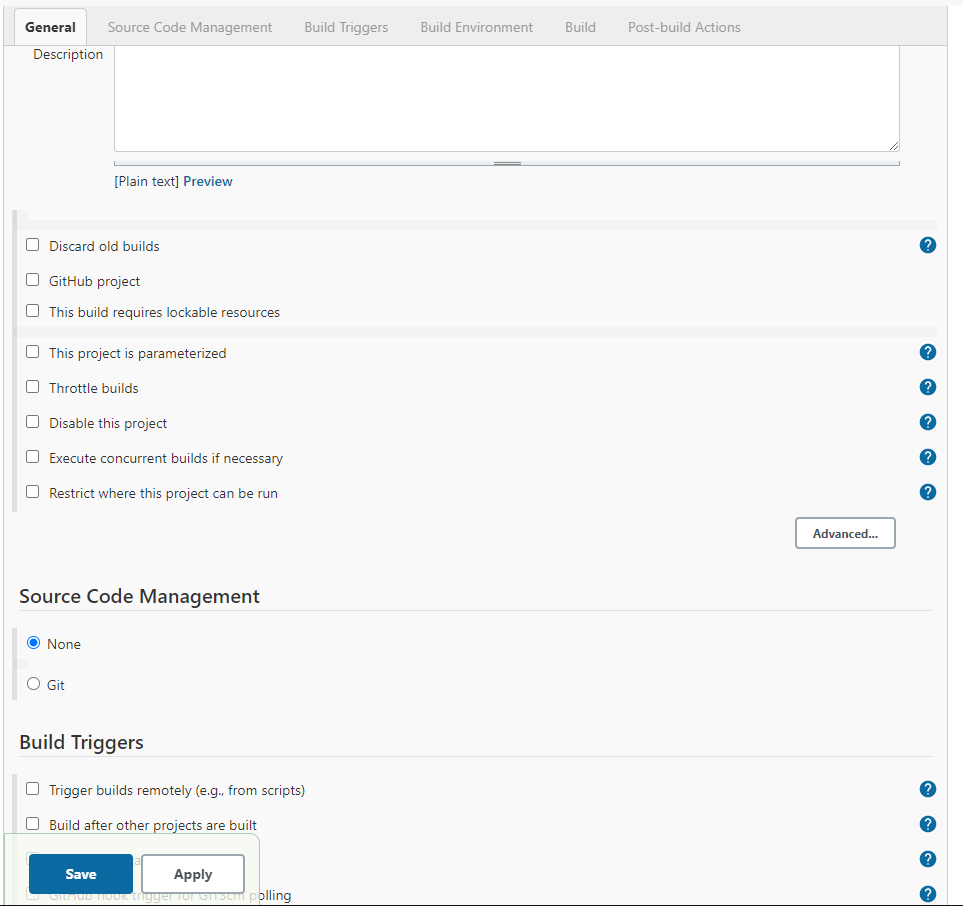 General Source Code Management Build Triggers Build Environment Build Post-build Actions
Description
[Plain text] Preview
Discard old builds ?
GitHub project
This build requires lockable resources
This project is parameterized ?
Throttle builds ?
Disable this project ?
Execute concurrent builds if necessary ?
Restrict where this project can be run ?
Advanced...
Source Code Management
None
Git
Build Triggers
Trigger builds remotely (e.g., from scripts) ?
Build after other projects are built ?
?
Save Apply
GitHub hook trigger for GITScm polling ?